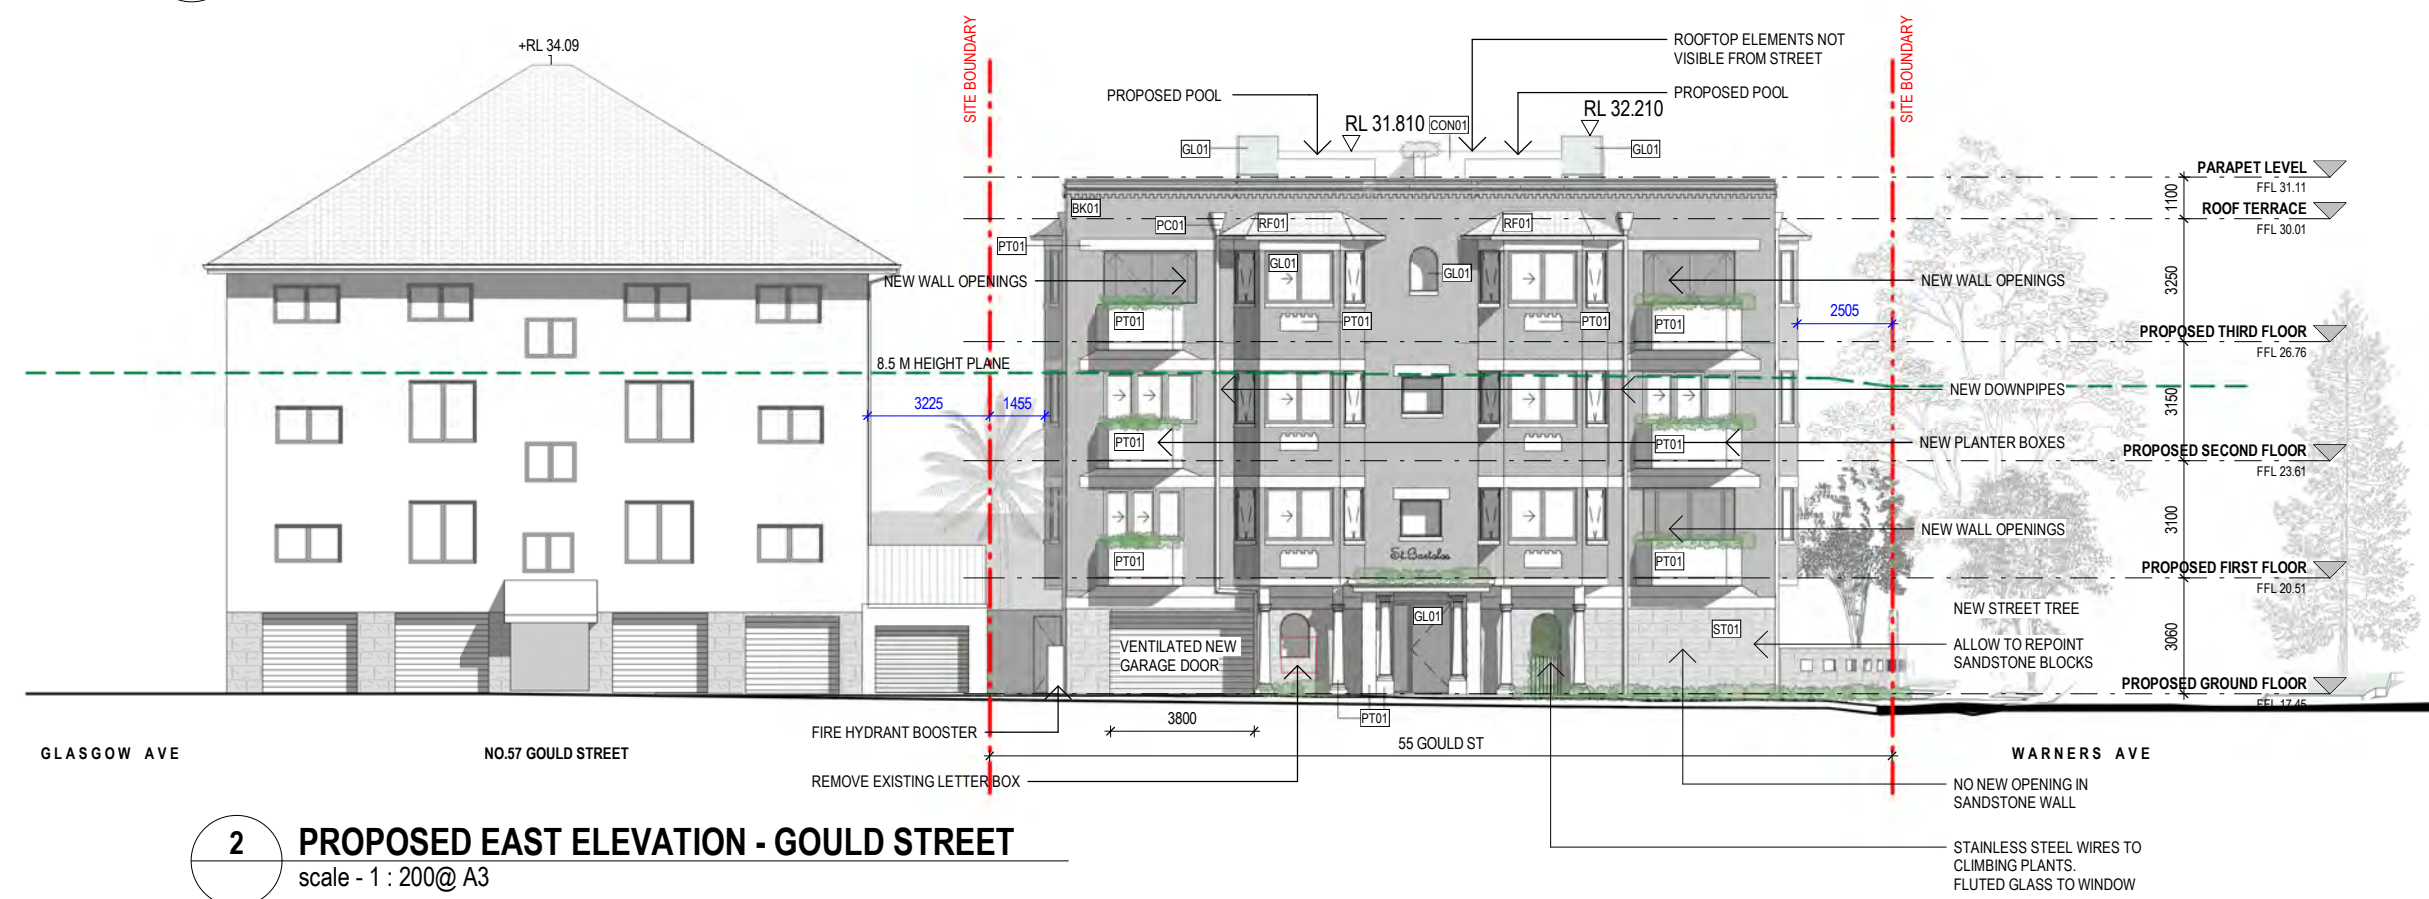 +RL 34.09
SITE BOUNDARY
SITE BOUNDARY
ROOFTOP ELEMENTS NOT
VISIBLE FROM STREET
PROPOSED POOL
PROPOSED POOL
RL 31.810
CON01
RL 32.210
GL01
GL01
PARAPET LEVEL
FFL 31.11
1100
BK01
PC01
RF01
RF01
ROOF TERRACE
FFL 30.01
PT01
GL01
GL01
NEW WALL OPENINGS
NEW WALL OPENINGS
3250
PT01
PT01
PT01
PT01
2505
PROPOSED THIRD FLOOR
FFL 26.76
8.5 M HEIGHT PLANE
NEW DOWNPIPES
3225
1455
3150
PT01
PT01
NEW PLANTER BOXES
PROPOSED SECOND FLOOR
FFL 23.61
3100
NEW WALL OPENINGS
St. Bartolos
PT01
PT01
PROPOSED FIRST FLOOR
FFL 20.51
GL01
NEW STREET TREE
ST01
3060
VENTILATED NEW
GARAGE DOOR
ALLOW TO REPOINT
SANDSTONE BLOCKS
PROPOSED GROUND FLOOR
FFL 17.45
3800
PT01
FIRE HYDRANT BOOSTER
55 GOULD ST
GLASGOW AVE
NO.57 GOULD STREET
WARNERS AVE
REMOVE EXISTING LETTER BOX
NO NEW OPENING IN
SANDSTONE WALL
2
PROPOSED EAST ELEVATION - GOULD STREET
scale - 1 : 200@ A3
STAINLESS STEEL WIRES TO
CLIMBING PLANTS.
FLUTED GLASS TO WINDOW